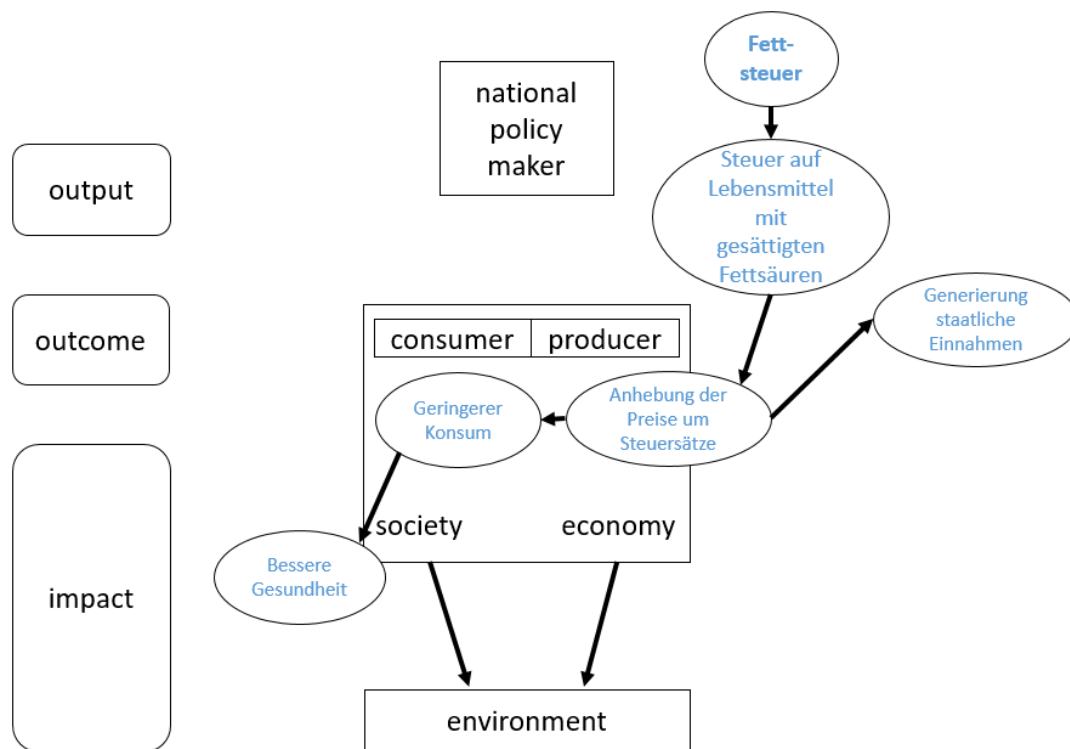 Fett-
steuer
national
policy
maker
Steuer auf
Lebensmittel
mit
gesättigten
Fettsäuren
output
Generierung
staatliche
Einnahmen
outcome
consumer
producer
Geringerer
Konsum
Anhebung der
Preise um
Steuersätze
society
economy
Bessere
Gesundheit
impact
environment